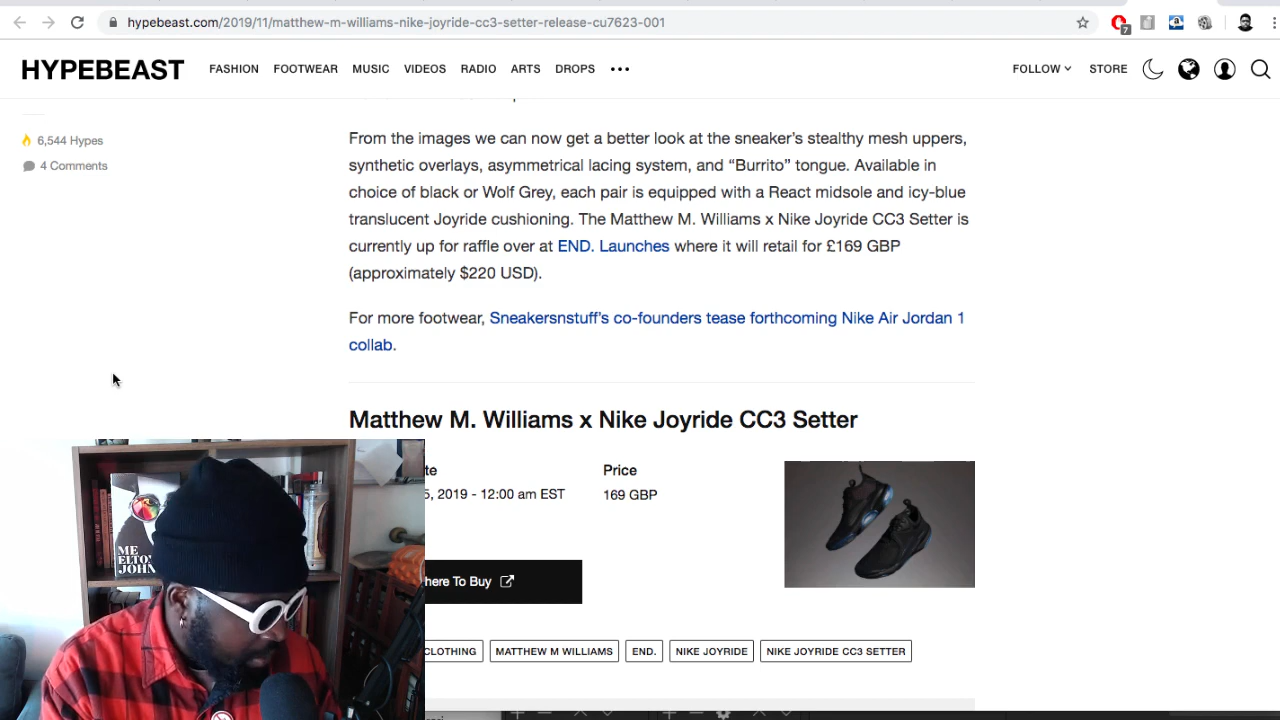 hypebeast.com/2019/11/matthew-m-williams-nike-joyride-cc3-setter-release-cu7623-001
7
HYPEBEAST FASHION FOOTWEAR MUSIC VIDEOS RADIO ARTS DROPS FOLLOW STORE
6,544 Hypes
4 Comments
From the images we can now get a better look at the sneaker’s stealthy mesh uppers,
synthetic overlays, asymmetrical lacing system, and “Burrito” tongue. Available in
choice of black or Wolf Grey, each pair is equipped with a React midsole and icy-blue
translucent Joyride cushioning. The Matthew M. Williams x Nike Joyride CC3 Setter is
currently up for raffle over at END. Launches where it will retail for £169 GBP
(approximately $220 USD).
For more footwear, Sneakersnstuff’s co-founders tease forthcoming Nike Air Jordan 1
collab.
Matthew M. Williams x Nike Joyride CC3 Setter
te Price
5, 2019 - 12:00 am EST 169 GBP
here To Buy
CLOTHING MATTHEW M WILLIAMS END. NIKE JOYRIDE NIKE JOYRIDE CC3 SETTER
ME
ELTON
JOHN